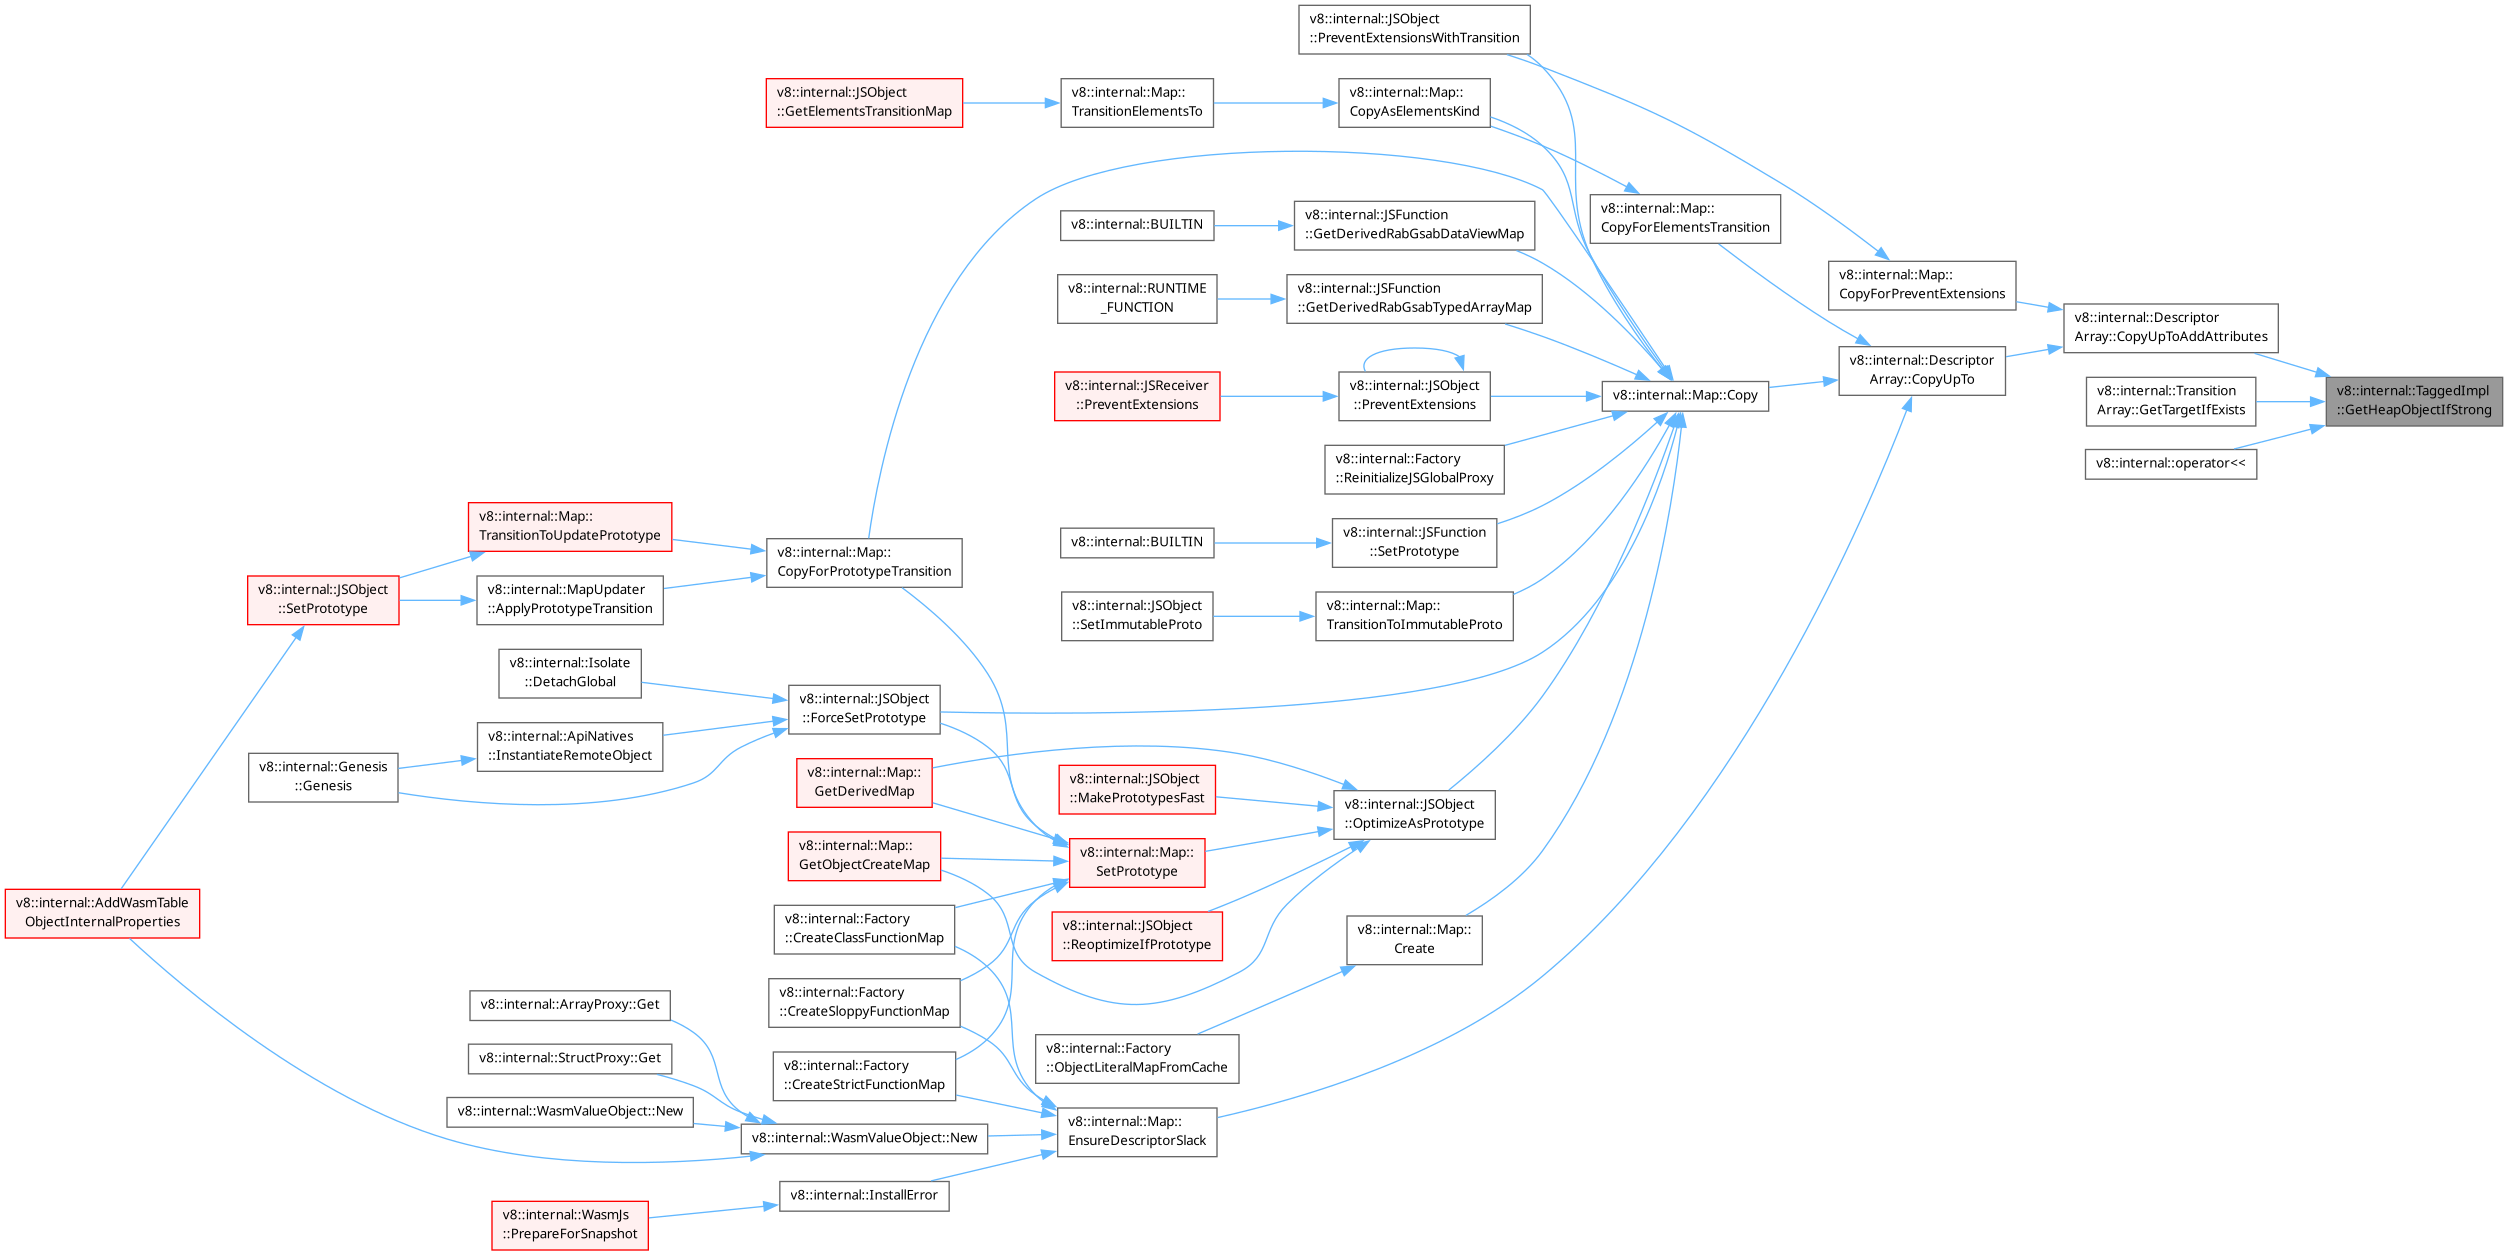 v8::internal::JSObject
::PreventExtensionsWithTransition
v8::internal::JSObject
::GetElementsTransitionMap
v8::internal::Map::
TransitionElementsTo
v8::internal::Map::
CopyAsElementsKind
v8::internal::BUILTIN
v8::internal::JSFunction
::GetDerivedRabGsabDataViewMap
v8::internal::Map::
CopyForElementsTransition
v8::internal::RUNTIME
_FUNCTION
v8::internal::JSFunction
::GetDerivedRabGsabTypedArrayMap
v8::internal::Map::
CopyForPreventExtensions
v8::internal::Descriptor
Array::CopyUpToAddAttributes
v8::internal::JSReceiver
::PreventExtensions
v8::internal::JSObject
::PreventExtensions
v8::internal::Map::Copy
v8::internal::Descriptor
Array::CopyUpTo
v8::internal::Transition
Array::GetTargetIfExists
v8::internal::TaggedImpl
::GetHeapObjectIfStrong
v8::internal::operator<<
v8::internal::Factory
::ReinitializeJSGlobalProxy
v8::internal::Map::
TransitionToUpdatePrototype
v8::internal::BUILTIN
v8::internal::JSFunction
::SetPrototype
v8::internal::Map::
CopyForPrototypeTransition
v8::internal::JSObject
::SetPrototype
v8::internal::MapUpdater
::ApplyPrototypeTransition
v8::internal::JSObject
::SetImmutableProto
v8::internal::Map::
TransitionToImmutableProto
v8::internal::Isolate
::DetachGlobal
v8::internal::JSObject
::ForceSetPrototype
v8::internal::Genesis
::Genesis
v8::internal::ApiNatives
::InstantiateRemoteObject
v8::internal::Map::
GetDerivedMap
v8::internal::JSObject
::MakePrototypesFast
v8::internal::JSObject
::OptimizeAsPrototype
v8::internal::Map::
GetObjectCreateMap
v8::internal::Map::
SetPrototype
v8::internal::AddWasmTable
ObjectInternalProperties
v8::internal::Factory
::CreateClassFunctionMap
v8::internal::JSObject
::ReoptimizeIfPrototype
v8::internal::Map::
Create
v8::internal::ArrayProxy::Get
v8::internal::Factory
::CreateSloppyFunctionMap
v8::internal::StructProxy::Get
v8::internal::Factory
::CreateStrictFunctionMap
v8::internal::Factory
::ObjectLiteralMapFromCache
v8::internal::WasmValueObject::New
v8::internal::WasmValueObject::New
v8::internal::Map::
EnsureDescriptorSlack
v8::internal::WasmJs
::PrepareForSnapshot
v8::internal::InstallError